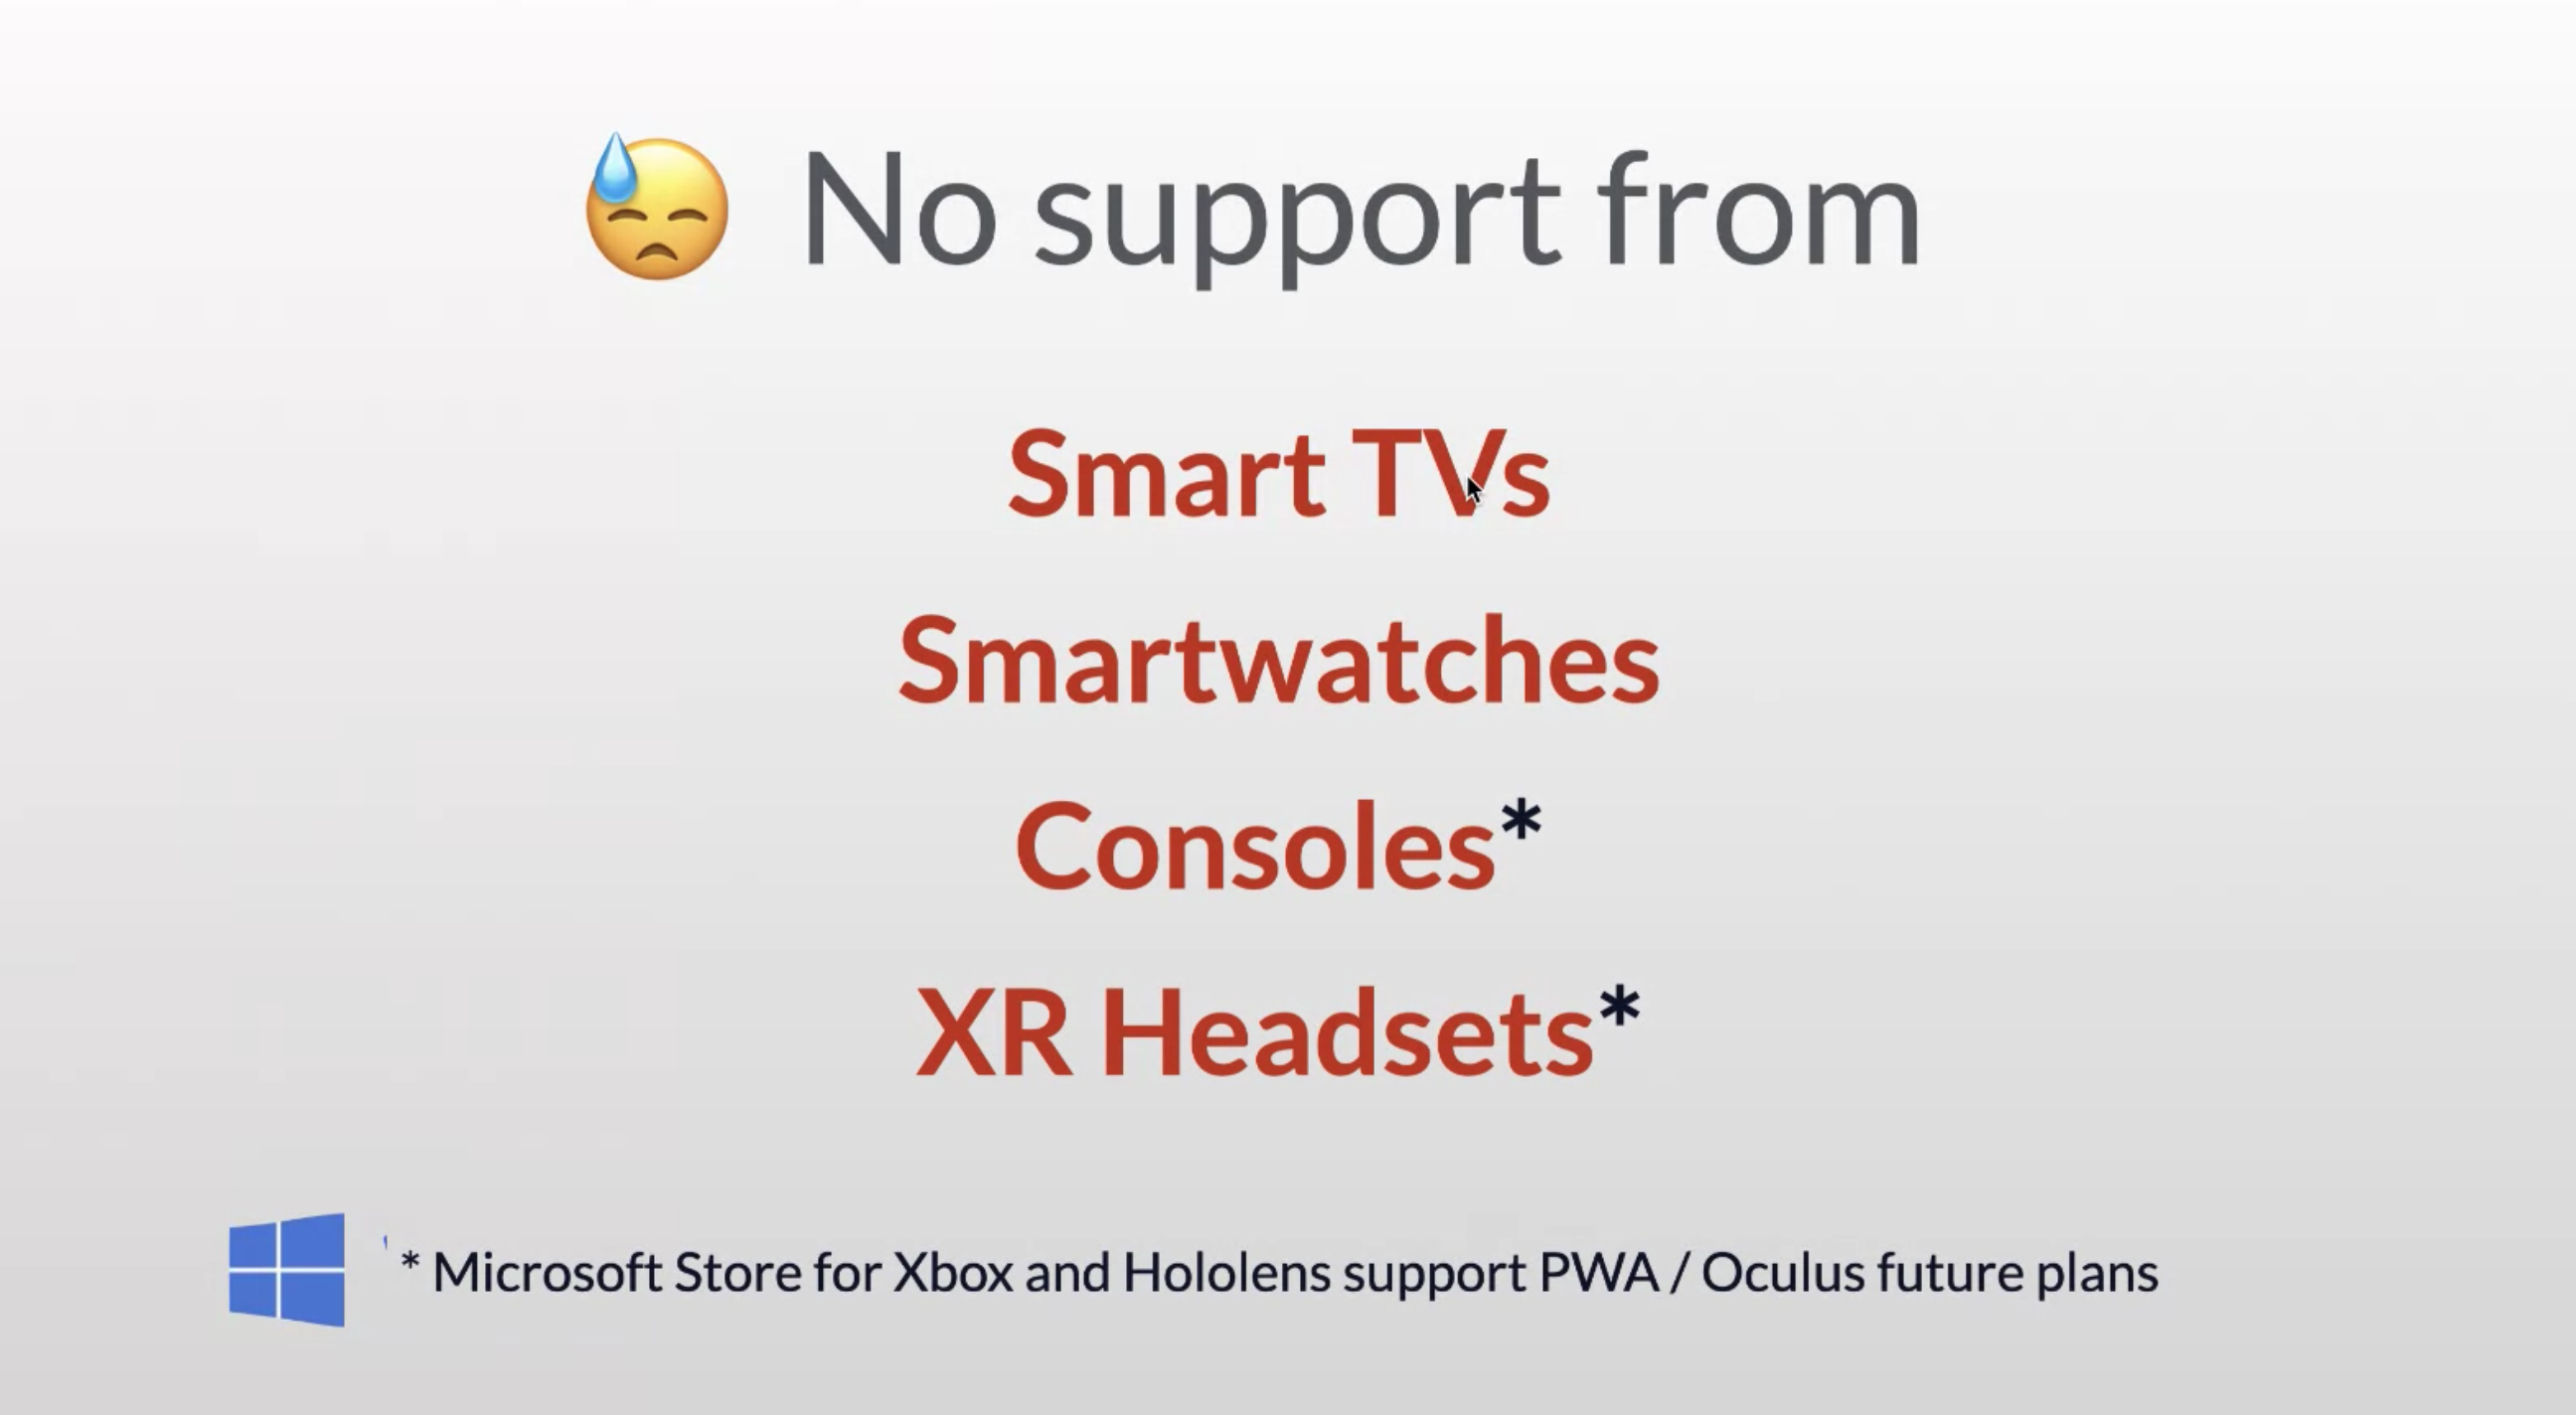 No support from
Smart TVs
Smartwatches
Consoles*
XR Headsets*
* Microsoft Store for Xbox and Hololens support PWA / Oculus future plans